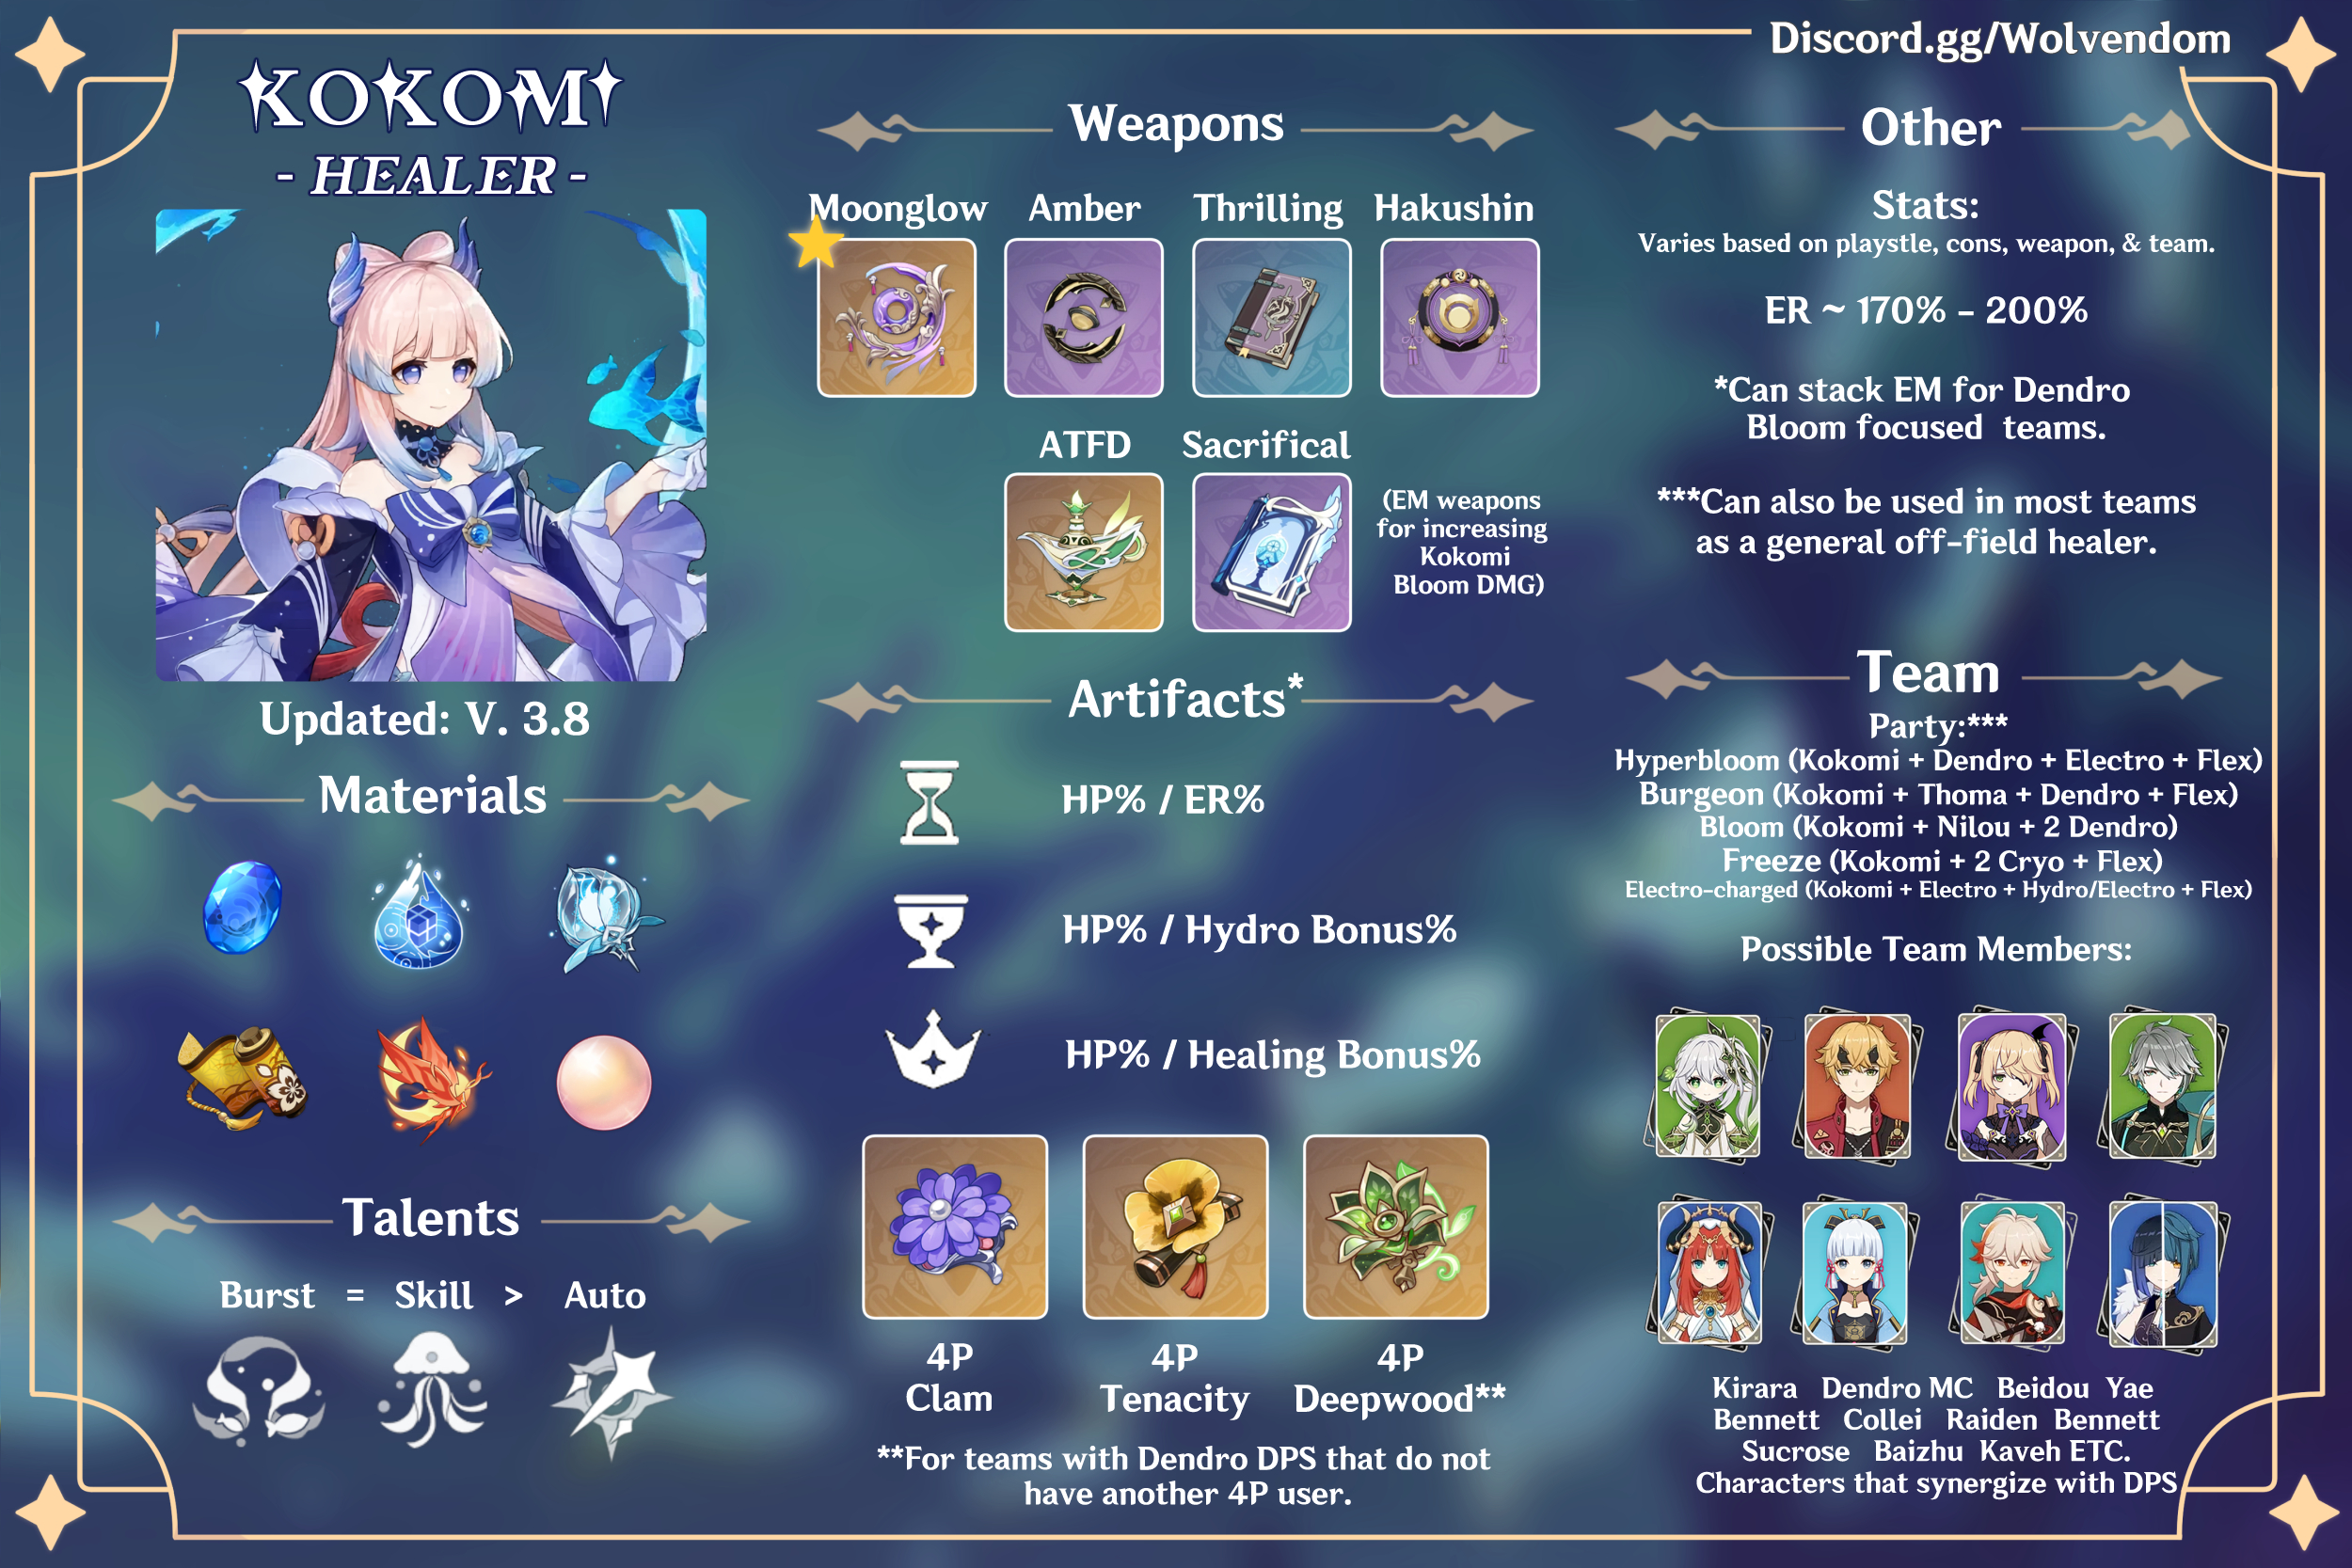 Discord.gg/Wolvendom
KOKOMI
- HEALER -
Updated: V. 3.8
Materials
Talents
Burst = Skill > Auto
Weapons
Moonglow Amber Thrilling Hakushin
ATFD Sacrifical
(EM weapons
for increasing
Kokomi
Bloom DMG)
Artifacts*
HP% / ER%
HP% / Hydro Bonus%
HP% / Healing Bonus%
4P 4P 4P
Clam Tenacity Deepwood**
**For teams with Dendro DPS that do not
have another 4P user.
Other
Stats:
Varies based on playstle, cons, weapon, & team.
ER ~ 170% - 200%
*Can stack EM for Dendro
Bloom focused teams.
***Can also be used in most teams
as a general off-field healer.
Team
Party:***
Hyperbloom (Kokomi + Dendro + Electro + Flex)
Burgeon (Kokomi + Thoma + Dendro + Flex)
Bloom (Kokomi + Nilou + 2 Dendro)
Freeze (Kokomi + 2 Cryo + Flex)
Electro-charged (Kokomi + Electro + Hydro/Electro + Flex)
Possible Team Members:
Kirara Dendro MC Beidou Yae
Bennett Collei Raiden Bennett
Sucrose Baizhu Kaveh ETC.
Characters that synergize with DPS